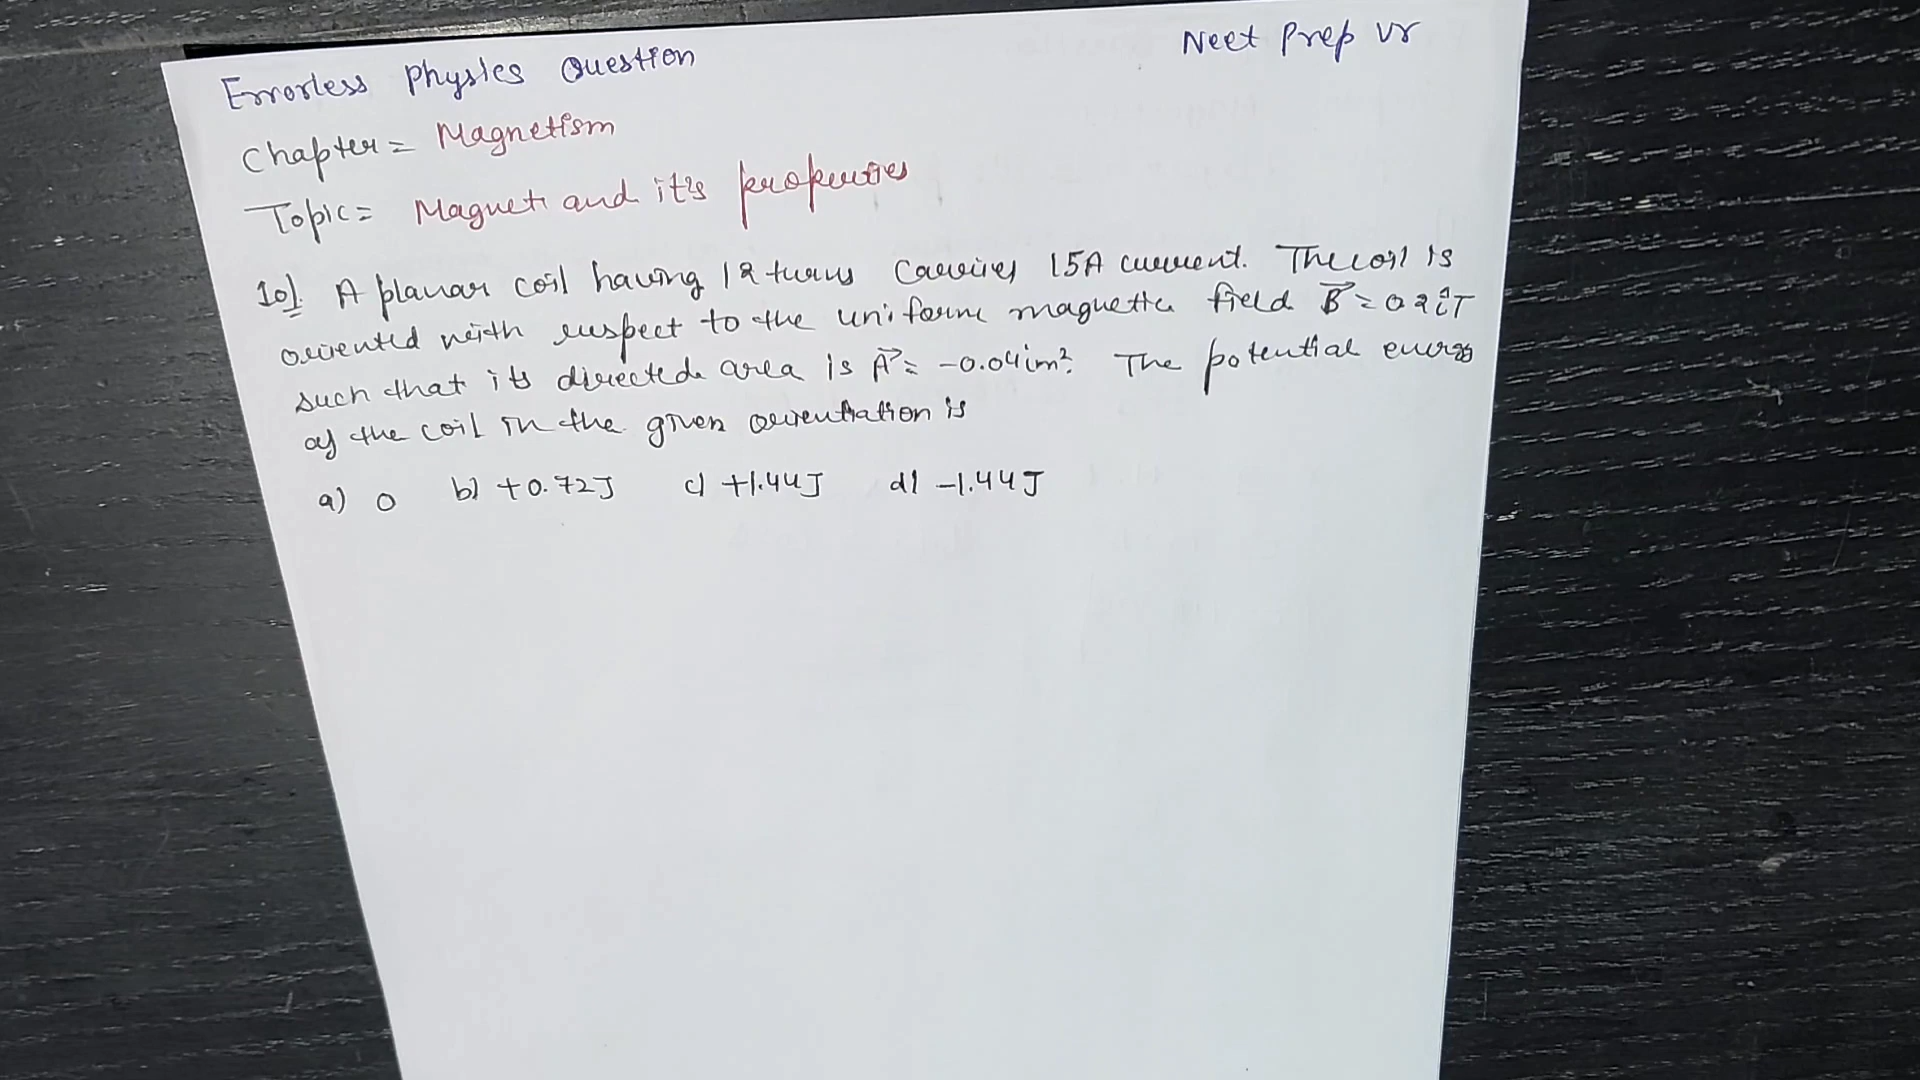 Errorless Physics Question
Neet Prep vr
Chapter = Magnetism
Topic = Magnet and it's properties
10]. A planar coil having 12 turns carries 15A current. The coil is
oriented with respect to the uniform magnetic field B⃗ = 0.2 î T
such that its directed area is A⃗ = -0.04 i m². The potential energy
of the coil in the given orientation is
a) 0 b) +0.72J c) +1.44J d) -1.44J